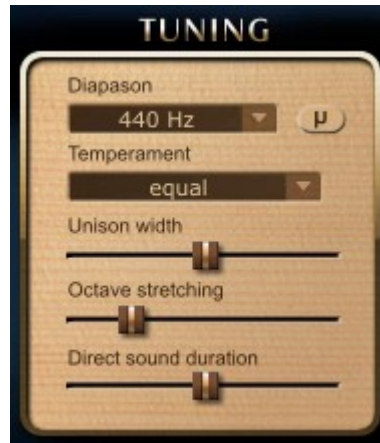 TUNING
Diapason
440 Hz
μ
Temperament
equal
Unison width
Octave stretching
Direct sound duration